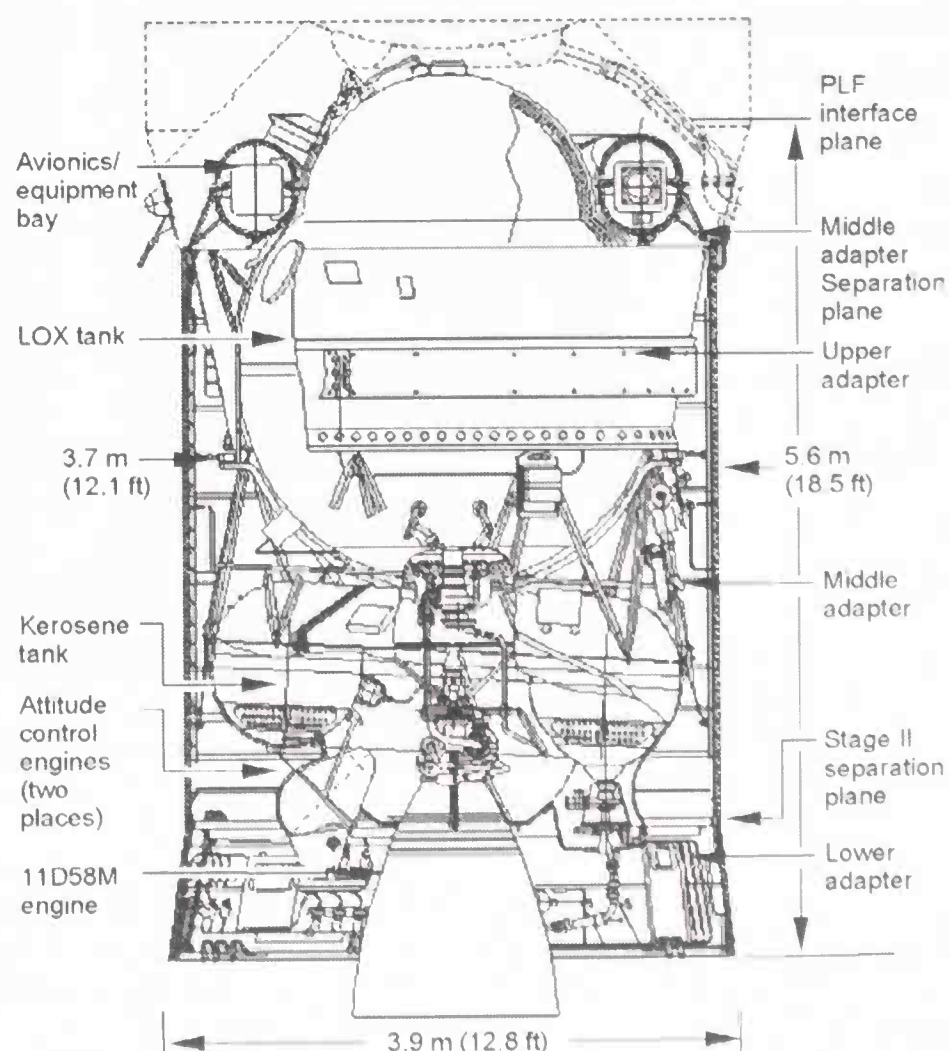 PLF
interface
plane
Avionics/
equipment
bay
Middle
adapter
Separation
plane
LOX tank
Upper
adapter
3.7 m
(12.1 ft)
5.6 m
(18.5 ft)
Middle
adapter
Kerosene
tank
Attitude
control
engines
(two
places)
Stage II
separation
plane
11D58M
engine
Lower
adapter
3.9 m (12.8 ft)